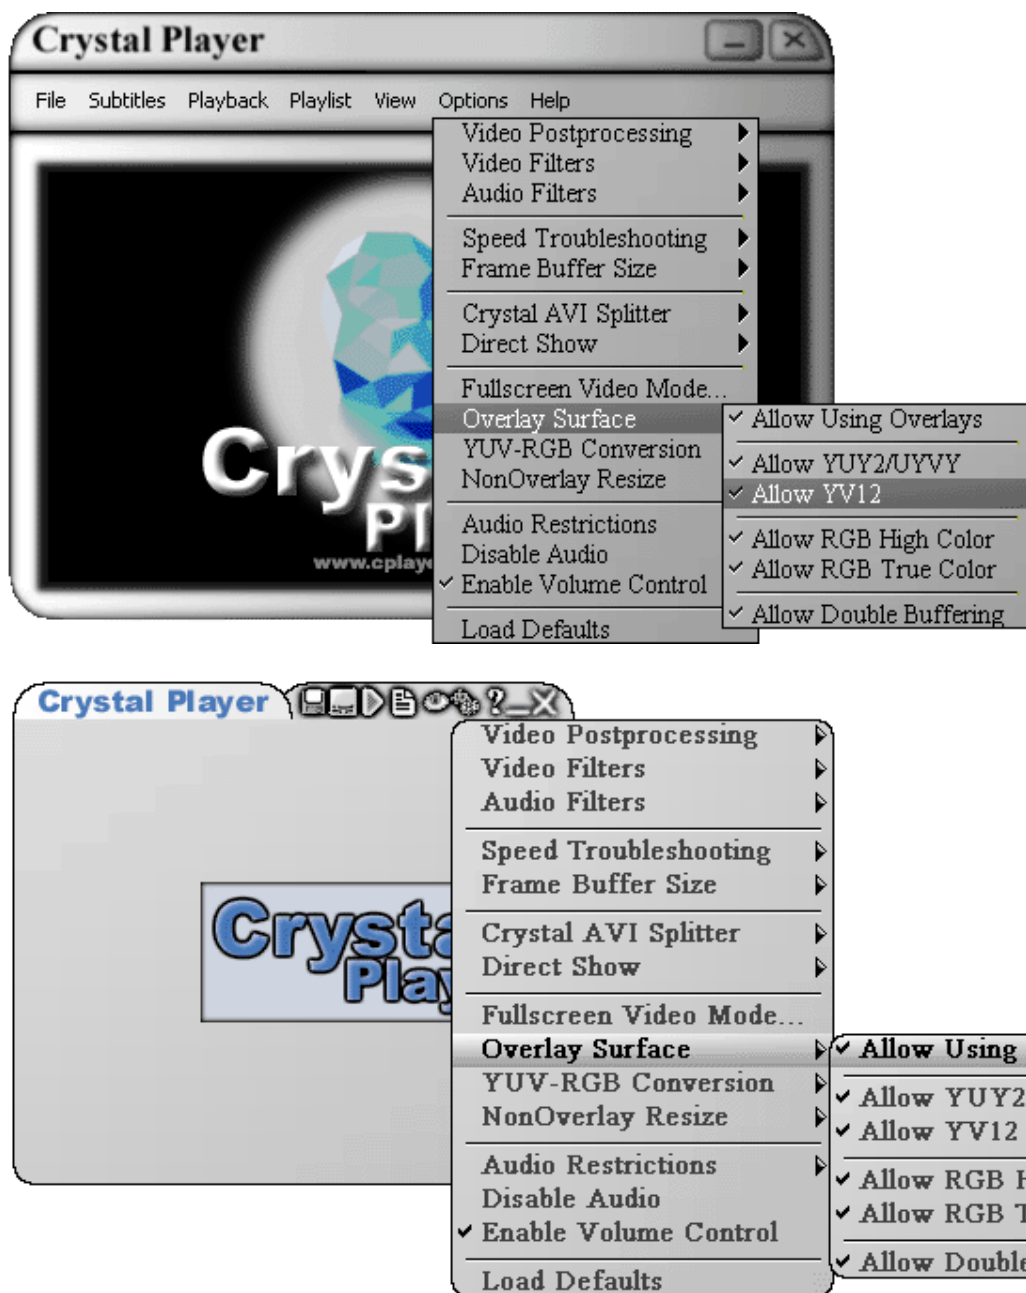 Crystal Player
File Subtitles Playback Playlist View Options Help
Video Postprocessing
Video Filters
Audio Filters
Speed Troubleshooting
Frame Buffer Size
Crystal AVI Splitter
Direct Show
Fullscreen Video Mode...
Overlay Surface
YUV-RGB Conversion
NonOverlay Resize
Audio Restrictions
Disable Audio
Enable Volume Control
Load Defaults
Allow Using Overlays
Allow YUY2/UYVY
Allow YV12
Allow RGB High Color
Allow RGB True Color
Allow Double Buffering
Crys
Pl
www.cplaye
Crystal Player
Video Postprocessing
Video Filters
Audio Filters
Speed Troubleshooting
Frame Buffer Size
Crystal AVI Splitter
Direct Show
Fullscreen Video Mode...
Overlay Surface
YUV-RGB Conversion
NonOverlay Resize
Audio Restrictions
Disable Audio
Enable Volume Control
Load Defaults
Allow Using
Allow YUY2
Allow YV12
Allow RGB H
Allow RGB T
Allow Double
Crysta
Play